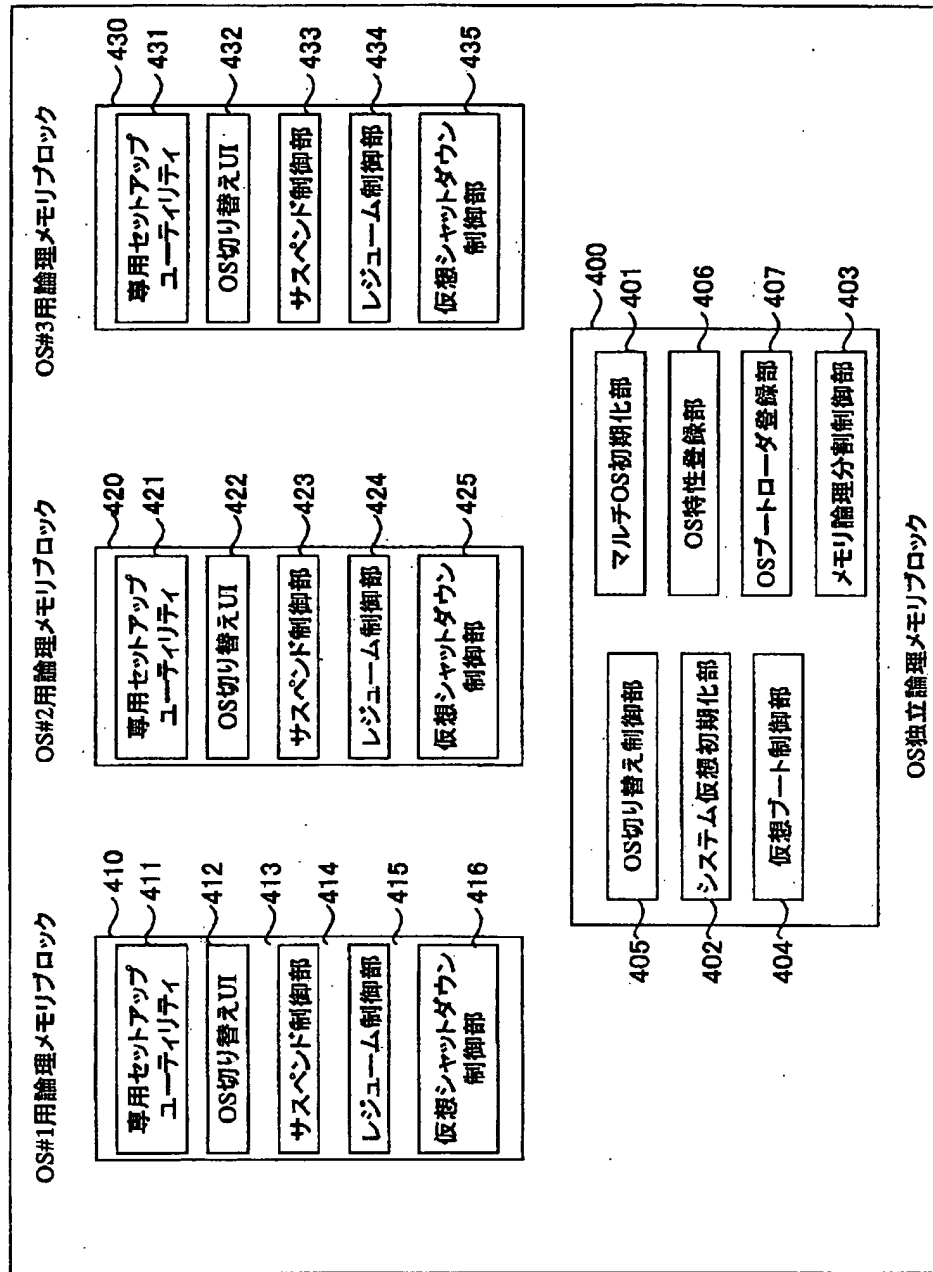 OS#1用論理メモリブロック
410
専用セットアップ
ユーティリティ
411
OS切り替えUI
412
413
サスペンド制御部
414
レジューム制御部
415
仮想シャットダウン
制御部
416
OS#2用論理メモリブロック
420
専用セットアップ
ユーティリティ
421
OS切り替えUI
422
サスペンド制御部
423
レジューム制御部
424
仮想シャットダウン
制御部
425
OS#3用論理メモリブロック
430
専用セットアップ
ユーティリティ
431
OS切り替えUI
432
サスペンド制御部
433
レジューム制御部
434
仮想シャットダウン
制御部
435
400
405
OS切り替え制御部
マルチOS初期化部
401
402
システム仮想初期化部
OS特性登録部
406
404
仮想ブート制御部
OSブートローダ登録部
407
メモリ論理分割制御部
403
OS独立論理メモリブロック